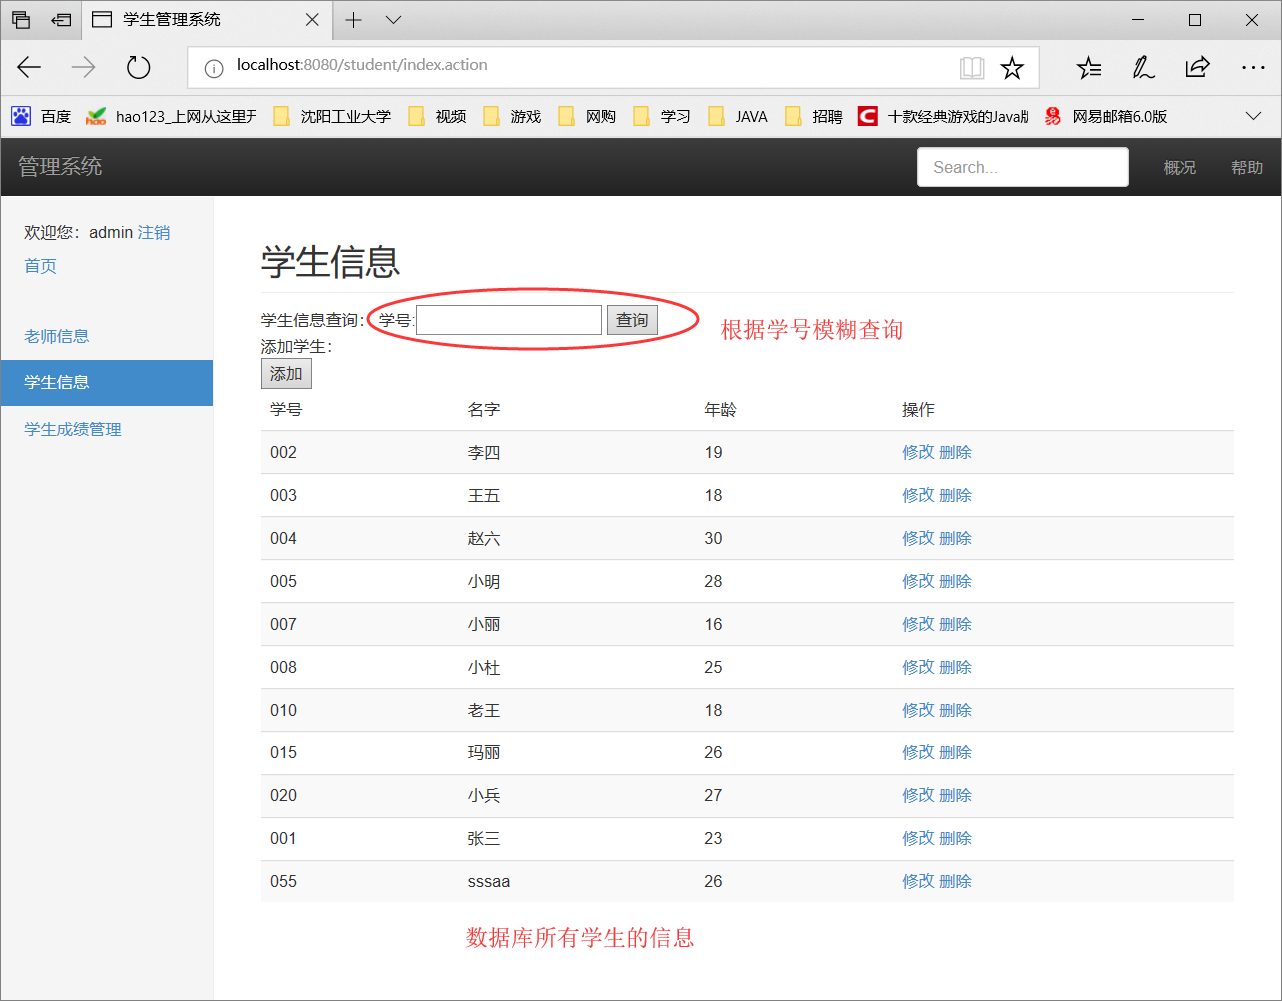 学生管理系统
localhost:8080/student/index.action
百度 hao123_上网从这里开 沈阳工业大学 视频 游戏 网购 学习 JAVA 招聘 十款经典游戏的Java版 网易邮箱6.0版
管理系统 Search... 概况 帮助
欢迎您：admin 注销
首页
老师信息
学生信息
学生成绩管理
学生信息
学生信息查询： 学号: 查询 根据学号模糊查询
添加学生：
添加
学号 名字 年龄 操作
002 李四 19 修改 删除
003 王五 18 修改 删除
004 赵六 30 修改 删除
005 小明 28 修改 删除
007 小丽 16 修改 删除
008 小杜 25 修改 删除
010 老王 18 修改 删除
015 玛丽 26 修改 删除
020 小兵 27 修改 删除
001 张三 23 修改 删除
055 sssaa 26 修改 删除
数据库所有学生的信息